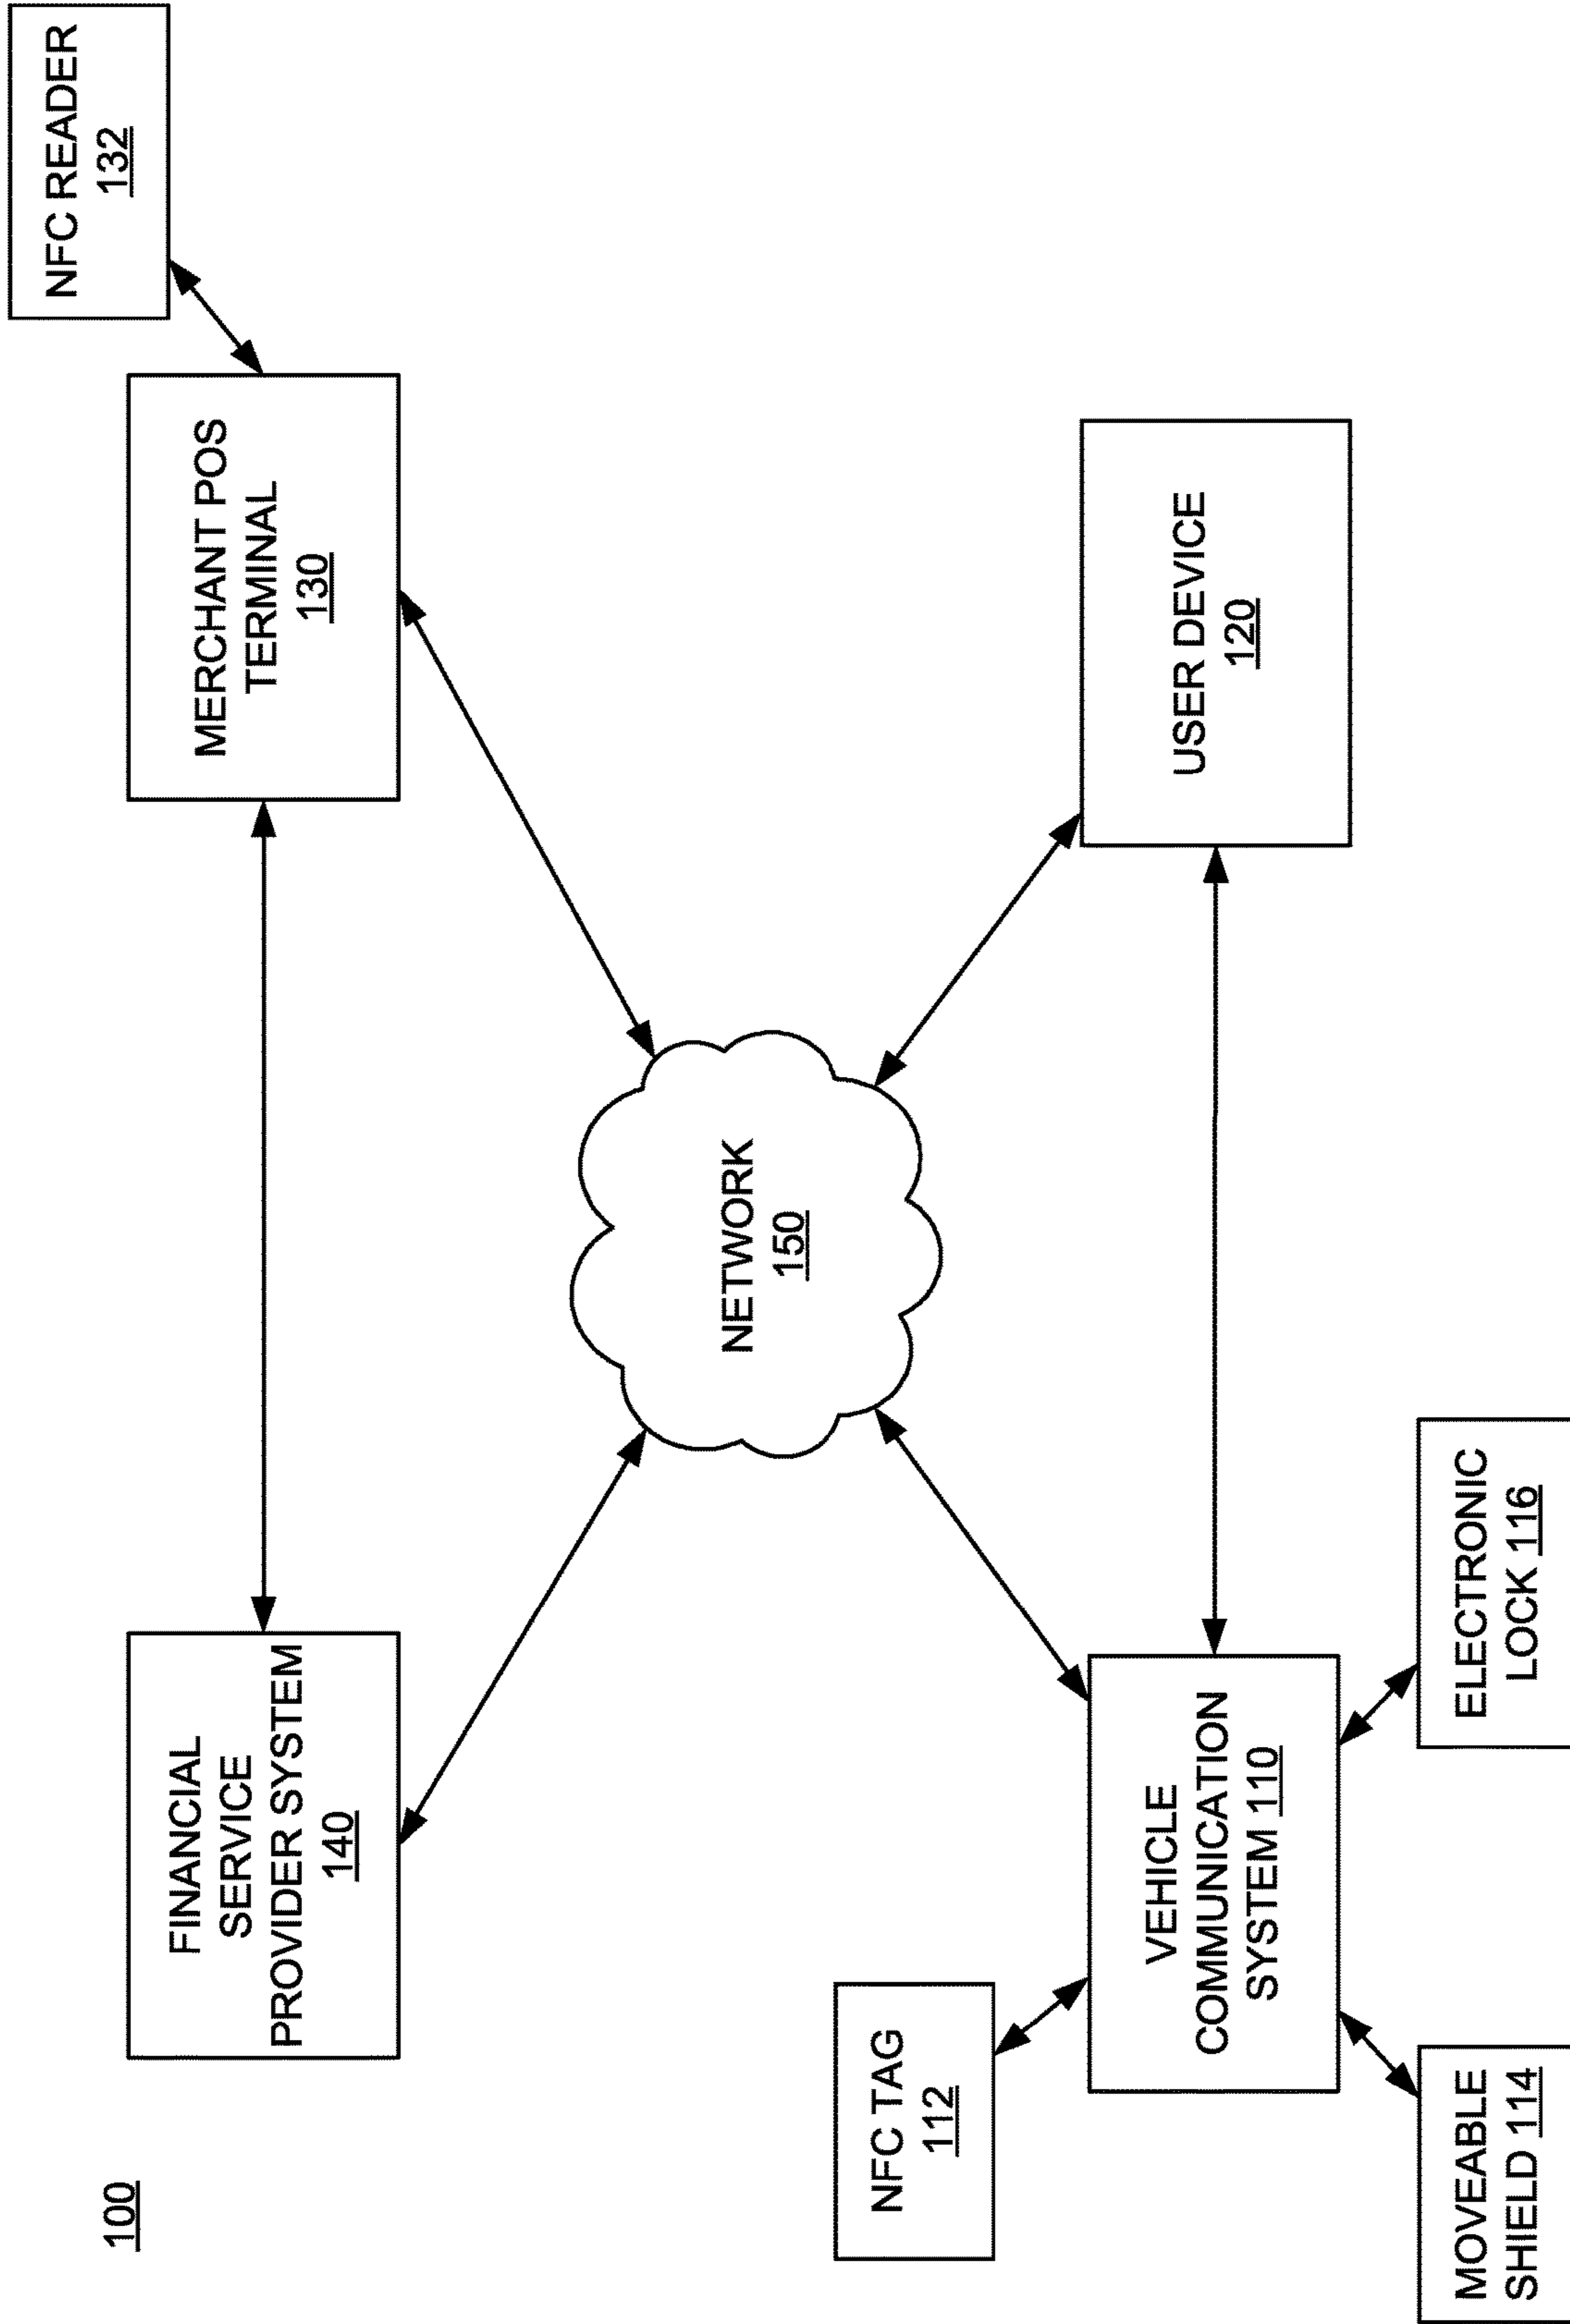 100
FINANCIAL
SERVICE
PROVIDER SYSTEM
140
MERCHANT POS
TERMINAL
130
NFC READER
132
NETWORK
150
NFC TAG
112
VEHICLE
COMMUNICATION
SYSTEM 110
USER DEVICE
120
MOVEABLE
SHIELD 114
ELECTRONIC
LOCK 116